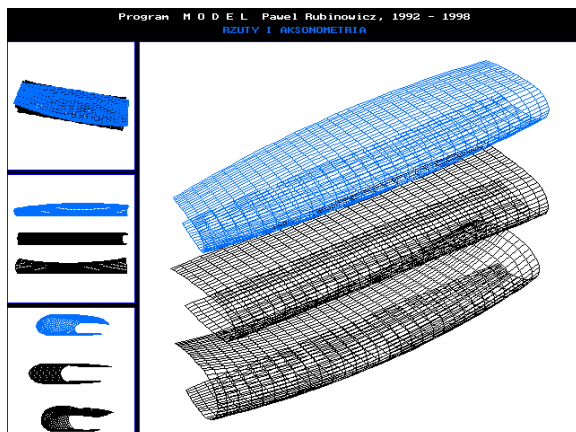 Program M O D E L Pawel Rubinowicz, 1992 - 1998
RZUTY I AKSONOMETRIA